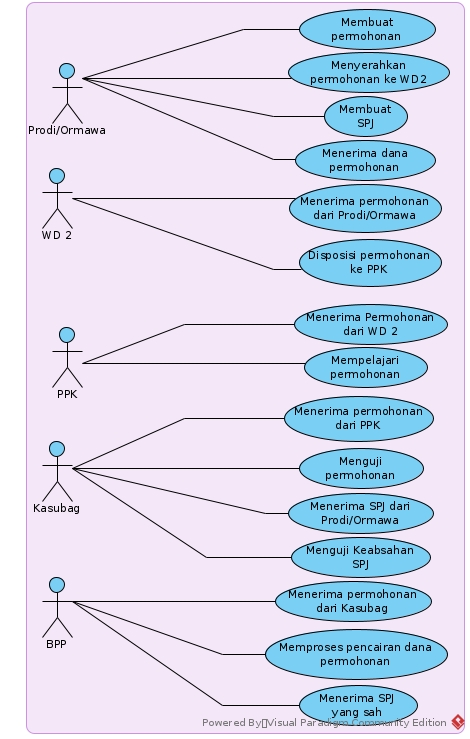 Membuat
permohonan
Menyerahkan
permohonan ke WD2
Membuat
SPJ
Prodi/Ormawa
Menerima dana
permohonan
Menerima permohonan
dari Prodi/Ormawa
WD 2
Disposisi permohonan
ke PPK
Menerima Permohonan
dari WD 2
Mempelajari
permohonan
PPK
Menerima permohonan
dari PPK
Menguji
permohonan
Menerima SPJ dari
Prodi/Ormawa
Kasubag
Menguji Keabsahan
SPJ
Menerima permohonan
dari Kasubag
BPP
Memproses pencairan dana
permohonan
Menerima SPJ
yang sah
Powered By Visual Paradigm Community Edition